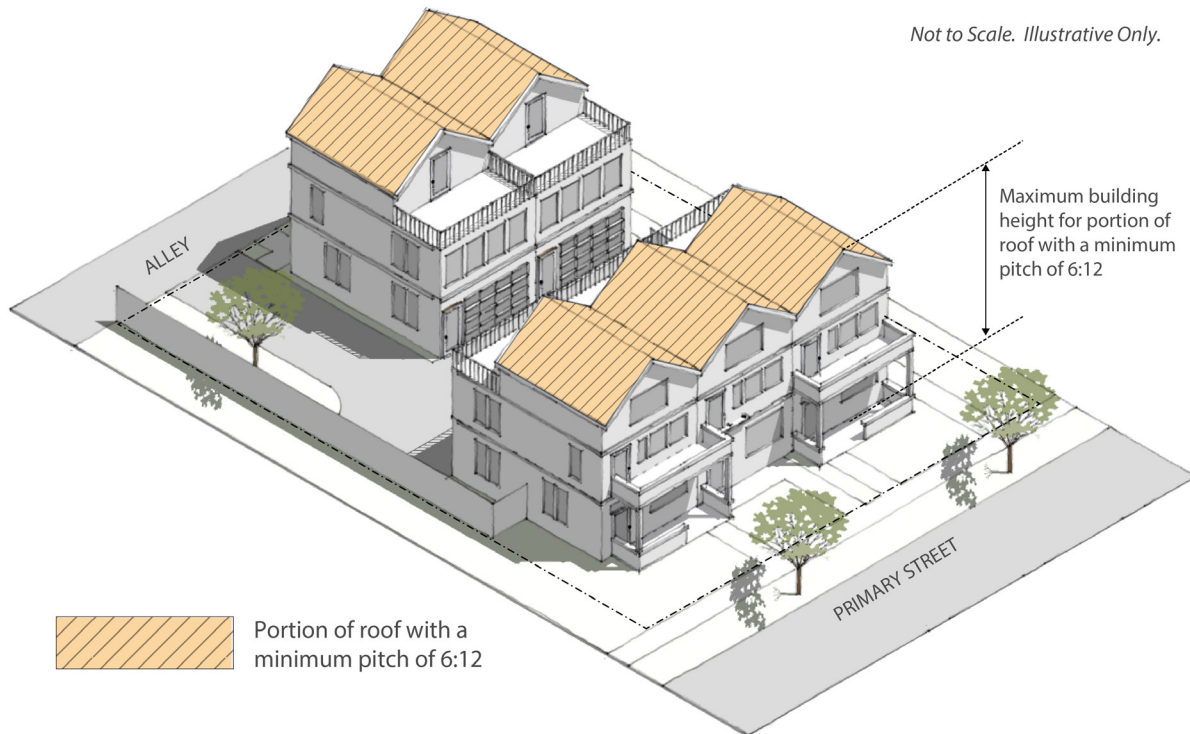 Not to Scale.  Illustrative Only.
Maximum building
height for portion of
roof with a minimum
pitch of 6:12
ALLEY
PRIMARY STREET
Portion of roof with a
minimum pitch of 6:12